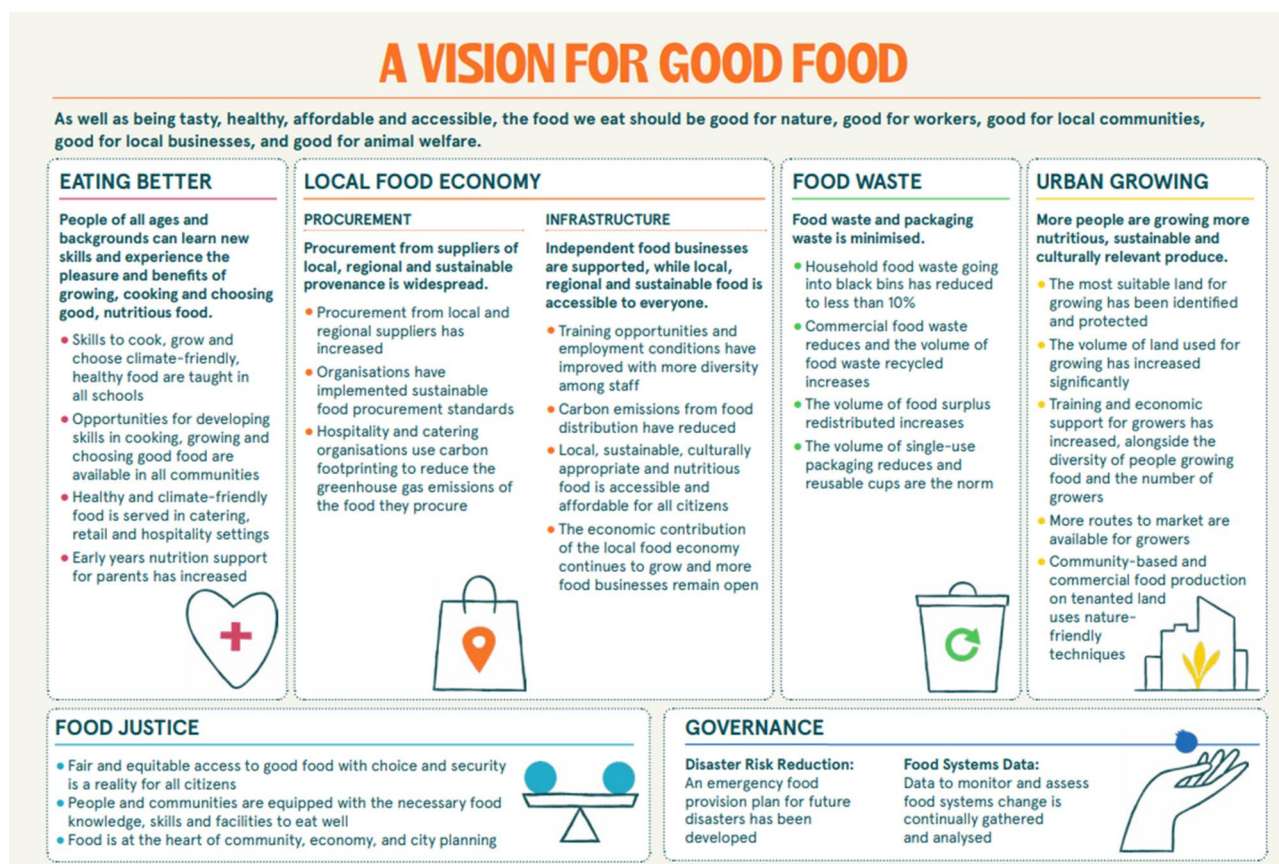 A VISION FOR GOOD FOOD
As well as being tasty, healthy, affordable and accessible, the food we eat should be good for nature, good for workers, good for local communities,
good for local businesses, and good for animal welfare.
EATING BETTER
People of all ages and
backgrounds can learn new
skills and experience the
pleasure and benefits of
growing, cooking and choosing
good, nutritious food.
• Skills to cook, grow and
choose climate-friendly,
healthy food are taught in
all schools
• Opportunities for developing
skills in cooking, growing and
choosing good food are
available in all communities
• Healthy and climate-friendly
food is served in catering,
retail and hospitality settings
• Early years nutrition support
for parents has increased
LOCAL FOOD ECONOMY
PROCUREMENT
Procurement from suppliers of
local, regional and sustainable
provenance is widespread.
• Procurement from local and
regional suppliers has
increased
• Organisations have
implemented sustainable
food procurement standards
• Hospitality and catering
organisations use carbon
footprinting to reduce the
greenhouse gas emissions of
the food they procure
INFRASTRUCTURE
Independent food businesses
are supported, while local,
regional and sustainable food is
accessible to everyone.
• Training opportunities and
employment conditions have
improved with more diversity
among staff
• Carbon emissions from food
distribution have reduced
• Local, sustainable, culturally
appropriate and nutritious
food is accessible and
affordable for all citizens
• The economic contribution
of the local food economy
continues to grow and more
food businesses remain open
FOOD WASTE
Food waste and packaging
waste is minimised.
• Household food waste going
into black bins has reduced
to less than 10%
• Commercial food waste
reduces and the volume of
food waste recycled
increases
• The volume of food surplus
redistributed increases
• The volume of single-use
packaging reduces and
reusable cups are the norm
URBAN GROWING
More people are growing more
nutritious, sustainable and
culturally relevant produce.
• The most suitable land for
growing has been identified
and protected
• The volume of land used for
growing has increased
significantly
• Training and economic
support for growers has
increased, alongside the
diversity of people growing
food and the number of
growers
• More routes to market are
available for growers
• Community-based and
commercial food production
on tenanted land
uses nature-
friendly
techniques
FOOD JUSTICE
• Fair and equitable access to good food with choice and security
is a reality for all citizens
• People and communities are equipped with the necessary food
knowledge, skills and facilities to eat well
• Food is at the heart of community, economy, and city planning
GOVERNANCE
Disaster Risk Reduction:
An emergency food
provision plan for future
disasters has been
developed
Food Systems Data:
Data to monitor and assess
food systems change is
continually gathered
and analysed